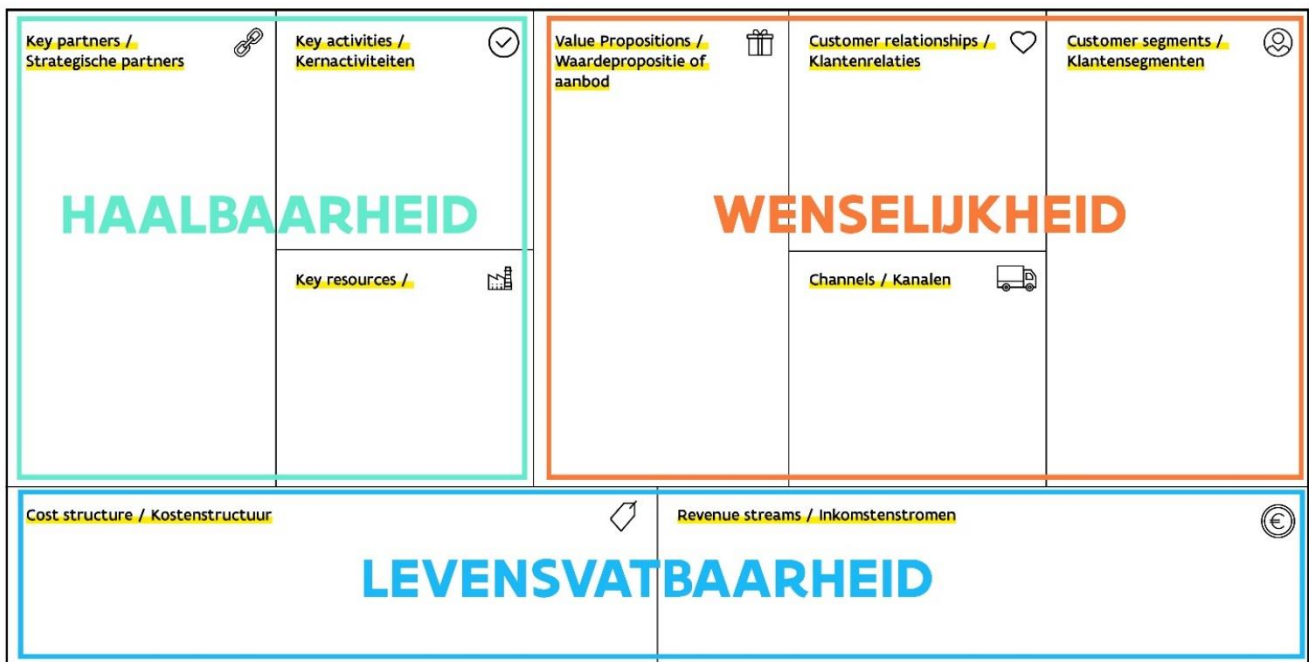 Key partners /
Strategische partners
Key activities /
Kernactiviteiten
Value Propositions /
Waardepropositie of
aanbod
Customer relationships /
Klantenrelaties
Customer segments /
Klantensegmenten
HAALBAARHEID
WENSELIJKHEID
Key resources /
Channels / Kanalen
Cost structure / Kostenstructuur
Revenue streams / Inkomstenstromen
€
LEVENSVATBAARHEID